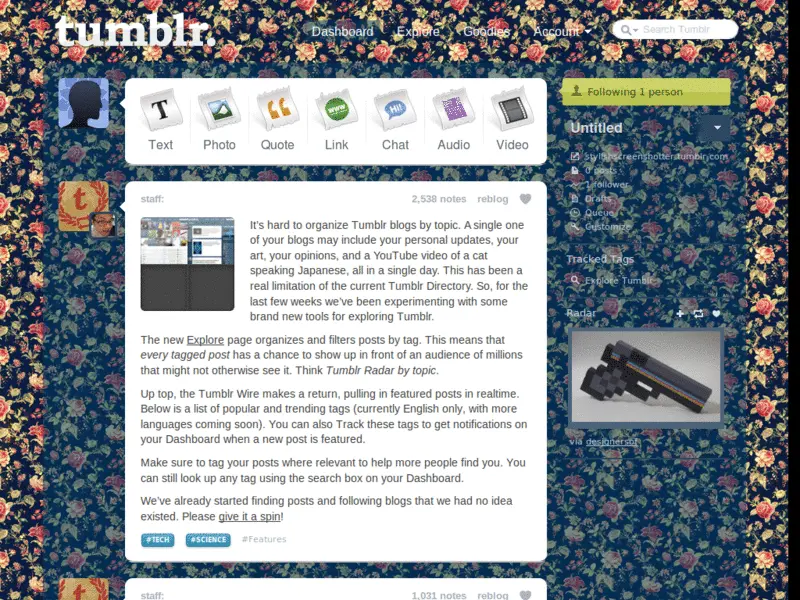 tumblr.
Dashboard Explore Goodies Account
Search Tumblr
Text Photo Quote Link Chat Audio Video
Following 1 person
Untitled
stylishscreenshotter.tumblr.com
0 posts
1 follower
Drafts
Queue
Customize
Tracked Tags
Explore Tumblr
Radar
via designersof
staff: 2,538 notes reblog
It's hard to organize Tumblr blogs by topic. A single one
of your blogs may include your personal updates, your
art, your opinions, and a YouTube video of a cat
speaking Japanese, all in a single day. This has been a
real limitation of the current Tumblr Directory. So, for the
last few weeks we've been experimenting with some
brand new tools for exploring Tumblr.
The new Explore page organizes and filters posts by tag. This means that
every tagged post has a chance to show up in front of an audience of millions
that might not otherwise see it. Think Tumblr Radar by topic.
Up top, the Tumblr Wire makes a return, pulling in featured posts in realtime.
Below is a list of popular and trending tags (currently English only, with more
languages coming soon). You can also Track these tags to get notifications on
your Dashboard when a new post is featured.
Make sure to tag your posts where relevant to help more people find you. You
can still look up any tag using the search box on your Dashboard.
We've already started finding posts and following blogs that we had no idea
existed. Please give it a spin!
#TECH #SCIENCE #Features
staff: 1,031 notes reblog